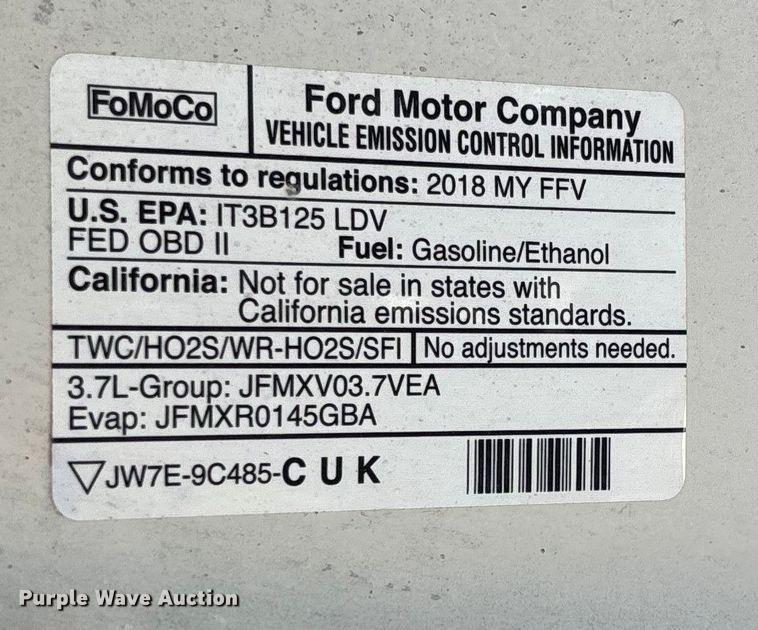 FoMoCo
Ford Motor Company
VEHICLE EMISSION CONTROL INFORMATION
Conforms to regulations: 2018 MY FFV
U.S. EPA: IT3B125 LDV
FED OBD II Fuel: Gasoline/Ethanol
California: Not for sale in states with
California emissions standards.
TWC/HO2S/WR-HO2S/SFI No adjustments needed.
3.7L-Group: JFMXV03.7VEA
Evap: JFMXR0145GBA
▽JW7E-9C485-C U K
Purple Wave Auction